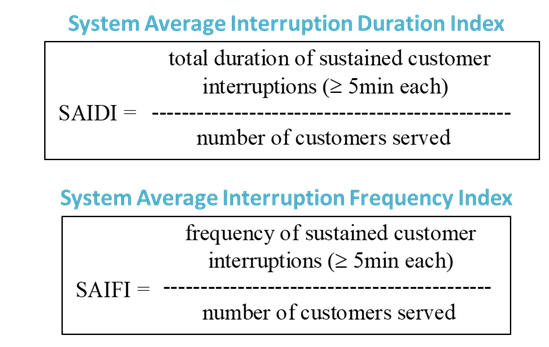 System Average Interruption Duration Index
total duration of sustained customer
interruptions (≥ 5min each)
SAIDI = ------------------------------------------------
number of customers served
System Average Interruption Frequency Index
frequency of sustained customer
interruptions (≥ 5min each)
SAIFI = --------------------------------------------
number of customers served